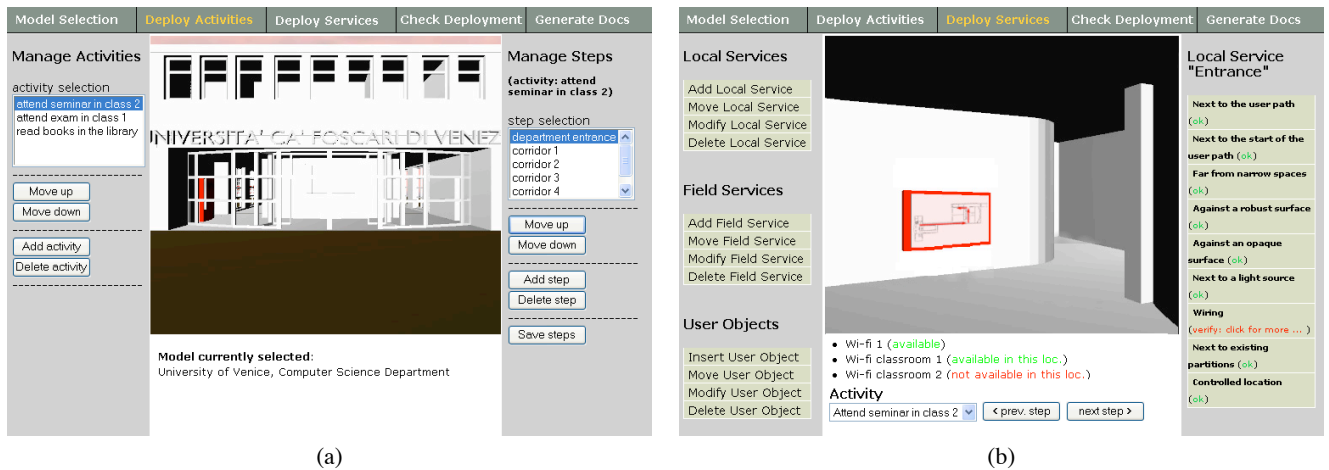 Model Selection
Deploy Activities
Deploy Services
Check Deployment
Generate Docs
Manage Activities
activity selection
attend seminar in class 2
attend exam in class 1
read books in the library
Move up
Move down
Add activity
Delete activity
UNIVERSITA' CA' FOSCARI DI VENEZ
Model currently selected:
University of Venice, Computer Science Department
Manage Steps
(activity: attend
seminar in class 2)
step selection
department entrance
corridor 1
corridor 2
corridor 3
corridor 4
Move up
Move down
Add step
Delete step
Save steps
(a)
Model Selection
Deploy Activities
Deploy Services
Check Deployment
Generate Docs
Local Services
Add Local Service
Move Local Service
Modify Local Service
Delete Local Service
Field Services
Add Field Service
Move Field Service
Modify Field Service
Delete Field Service
User Objects
Insert User Object
Move User Object
Modify User Object
Delete User Object
Wi-fi 1 (available)
Wi-fi classroom 1 (available in this loc.)
Wi-fi classroom 2 (not available in this loc.)
Activity
Attend seminar in class 2
< prev. step
next step >
Local Service
"Entrance"
Next to the user path
(ok)
Next to the start of the
user path (ok)
Far from narrow spaces
(ok)
Against a robust surface
(ok)
Against an opaque
surface (ok)
Next to a light source
(ok)
Wiring
(verify: click for more ... )
Next to existing
partitions (ok)
Controlled location
(ok)
(b)